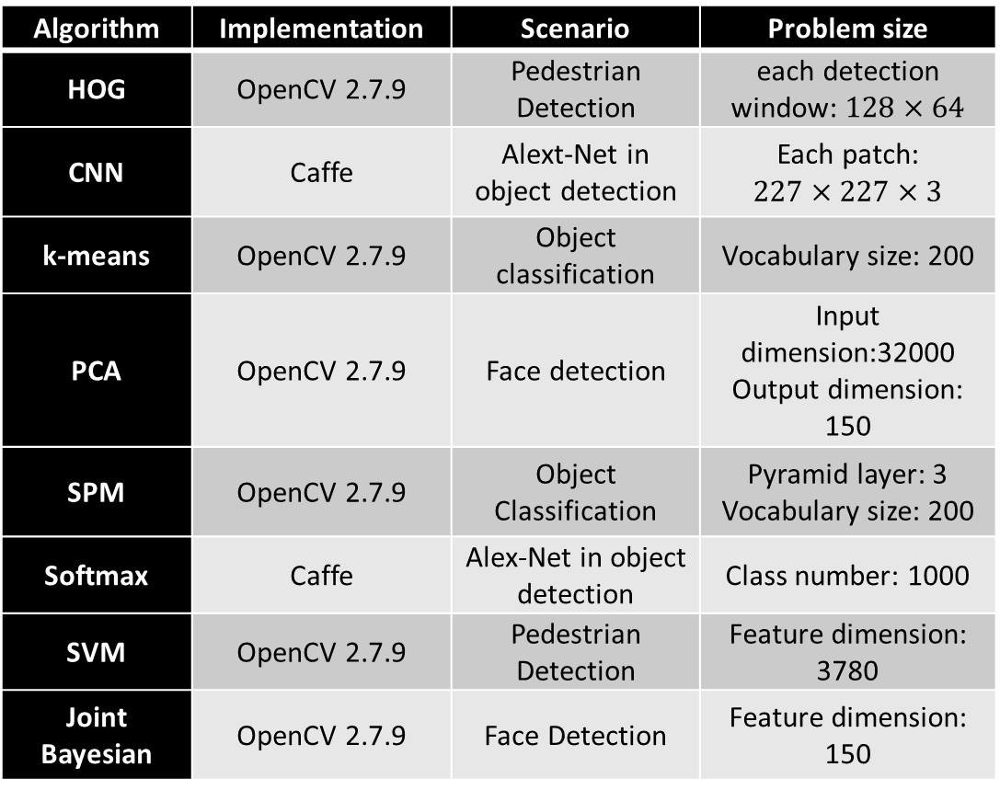 Algorithm Implementation Scenario Problem size
HOG OpenCV 2.7.9 Pedestrian
Detection each detection
window: 128 × 64
CNN Caffe Alext-Net in
object detection Each patch:
227 × 227 × 3
k-means OpenCV 2.7.9 Object
classification Vocabulary size: 200
PCA OpenCV 2.7.9 Face detection Input
dimension:32000
Output dimension:
150
SPM OpenCV 2.7.9 Object
Classification Pyramid layer: 3
Vocabulary size: 200
Softmax Caffe Alex-Net in object
detection Class number: 1000
SVM OpenCV 2.7.9 Pedestrian
Detection Feature dimension:
3780
Joint
Bayesian OpenCV 2.7.9 Face Detection Feature dimension:
150